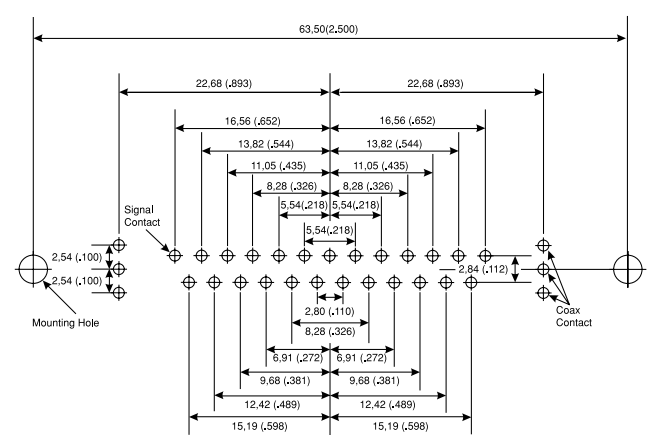 63,50(2.500)
22,68 (.893) 22,68 (.893)
16,56 (.652) 16,56 (.652)
13,82 (.544) 13,82 (.544)
11,05 (.435) 11,05 (.435)
8,28 (.326) 8,28 (.326)
5,54(.218) 5,54(.218)
Signal
Contact
5,54(.218)
2,54 (.100)
2,84 (.112)
2,54 (.100)
2,80 (.110)
Mounting Hole
Coax
Contact
8,28 (.326)
6,91 (.272) 6,91 (.272)
9,68 (.381) 9,68 (.381)
12,42 (.489) 12,42 (.489)
15,19 (.598) 15,19 (.598)